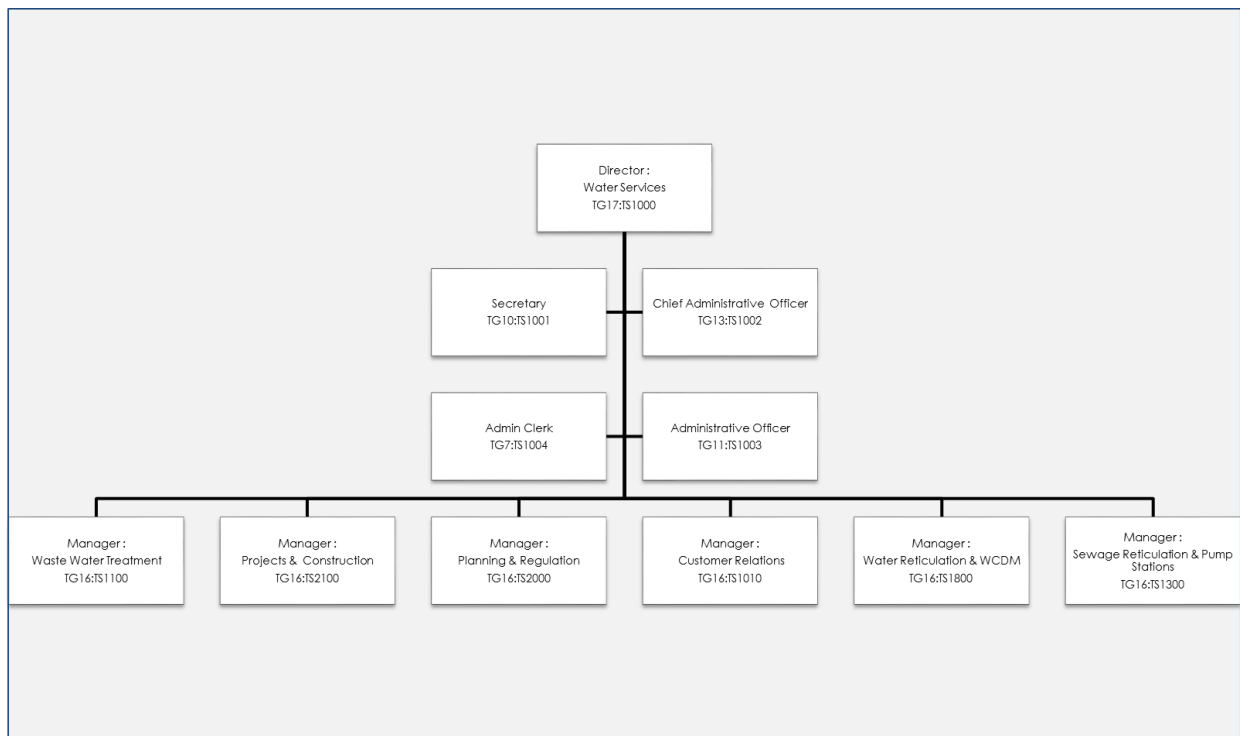 Director :
Water Services
TG17:TS1000
Secretary
TG10:TS1001
Chief Administrative Officer
TG13:TS1002
Admin Clerk
TG7:TS1004
Administrative Officer
TG11:TS1003
Manager :
Waste Water Treatment
TG16:TS1100
Manager :
Projects & Construction
TG16:TS2100
Manager :
Planning & Regulation
TG16:TS2000
Manager :
Customer Relations
TG16:TS1010
Manager :
Water Reticulation & WCDM
TG16:TS1800
Manager :
Sewage Reticulation & Pump
Stations
TG16:TS1300